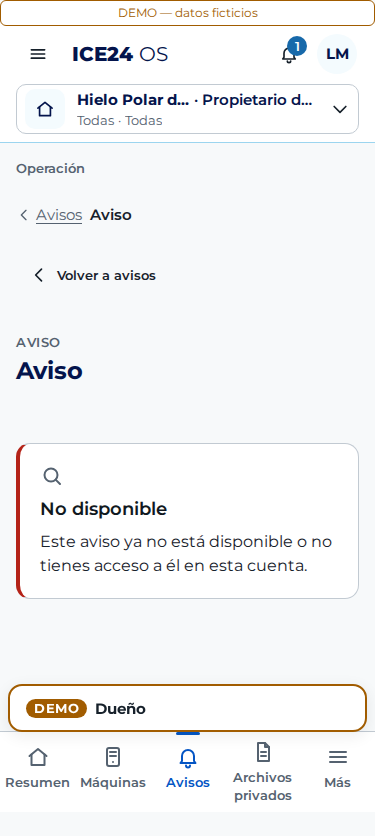 DEMO — datos ficticios
ICE24 OS
1
LM
Hielo Polar d... · Propietario d...
Todas · Todas
Operación
Avisos Aviso
Volver a avisos
AVISO
Aviso
No disponible
Este aviso ya no está disponible o no
tienes acceso a él en esta cuenta.
DEMO Dueño
Resumen Máquinas Avisos Archivos privados Más